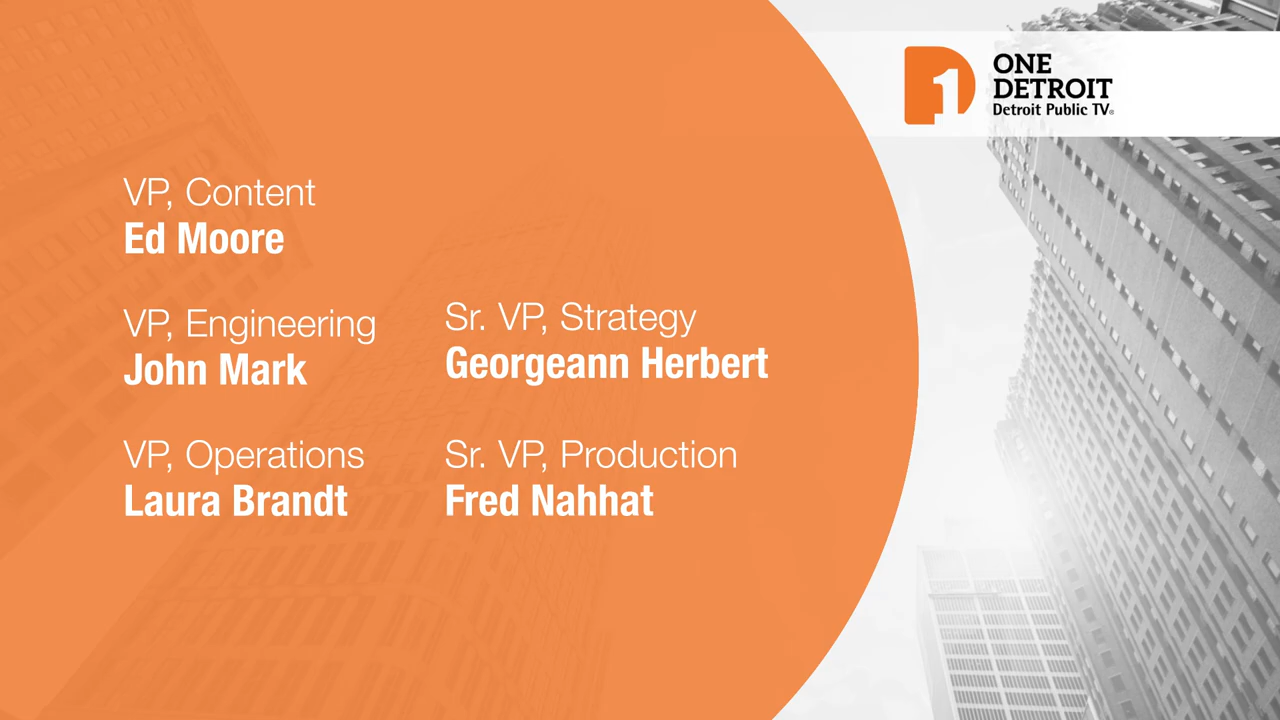 ONE
DETROIT
Detroit Public TV®
VP, Content
Ed Moore
VP, Engineering
John Mark
VP, Operations
Laura Brandt
Sr. VP, Strategy
Georgeann Herbert
Sr. VP, Production
Fred Nahhat